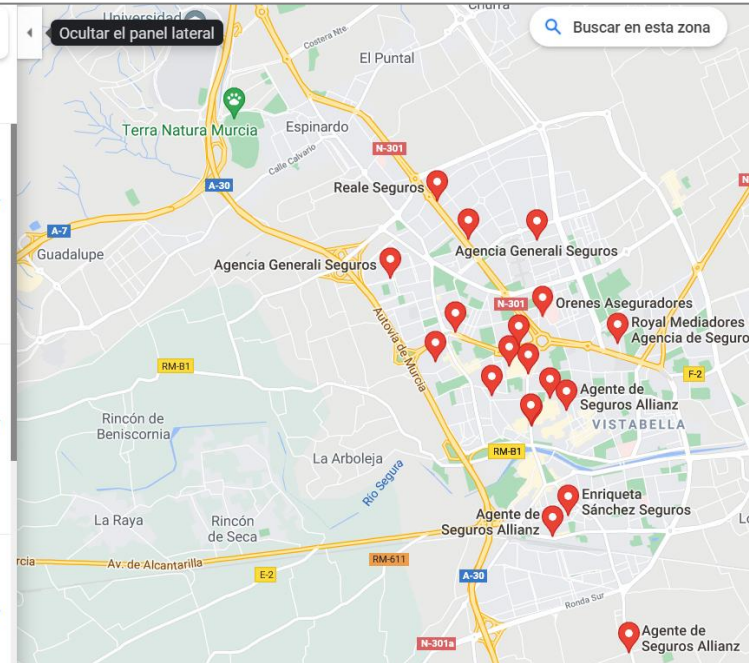 Universidad
Ocultar el panel lateral
Churra
Buscar en esta zona
Costera Nte.
El Puntal
Terra Natura Murcia
Espinardo
Calle Calvario
N-301
A-30
Reale Seguros
A-7
Guadalupe
Agencia Generali Seguros
Agencia Generali Seguros
N-301
Orenes Aseguradores
Royal Mediadores
Agencia de Seguro
Autovía de Murcia
RM-B1
F-2
Agente de
Seguros Allianz
VISTABELLA
Rincón de
Beniscornia
RM-B1
La Arboleja
Río Segura
Enriqueta
Sánchez Seguros
Agente de
Seguros Allianz
La Raya
Rincón
de Seca
rcia
Av. de Alcantarilla
RM-611
E-2
A-30
Ronda Sur
N-301a
Agente de
Seguros Allianz